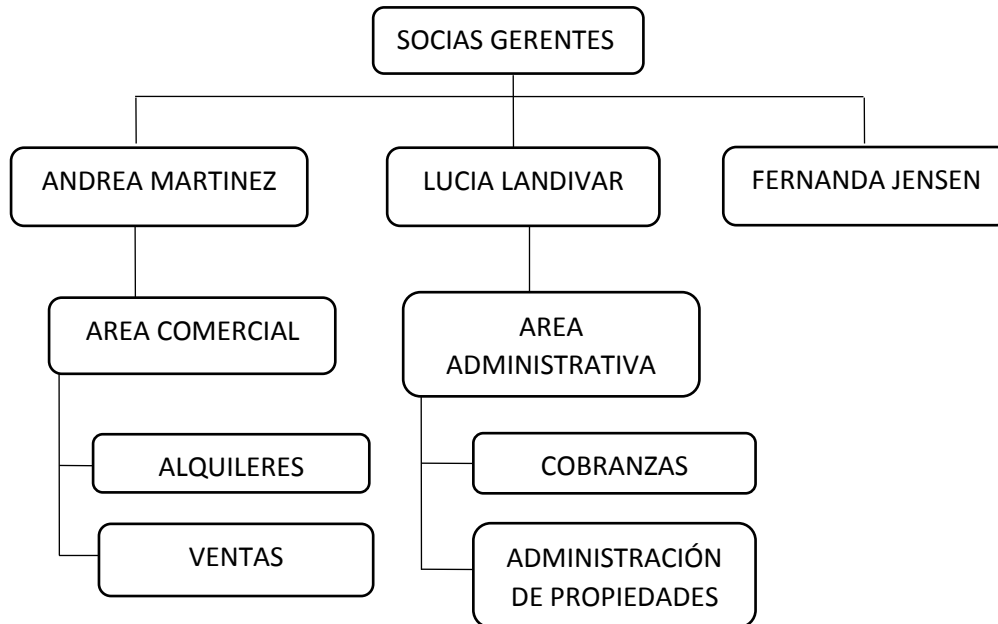 SOCIAS GERENTES
ANDREA MARTINEZ
LUCIA LANDIVAR
FERNANDA JENSEN
AREA COMERCIAL
AREA
ADMINISTRATIVA
ALQUILERES
COBRANZAS
VENTAS
ADMINISTRACIÓN
DE PROPIEDADES